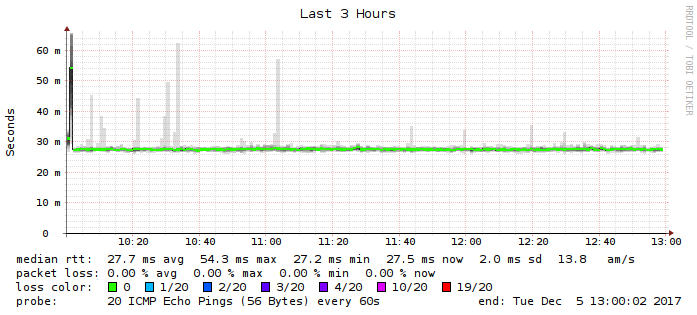 Last 3 Hours
RRDTOOL / TOBI OETIKER
Seconds
60 m
50 m
40 m
30 m
20 m
10 m
0
10:20 10:40 11:00 11:20 11:40 12:00 12:20 12:40 13:00
median rtt: 27.7 ms avg 54.3 ms max 27.2 ms min 27.5 ms now 2.0 ms sd 13.8 am/s
packet loss: 0.00 % avg 0.00 % max 0.00 % min 0.00 % now
loss color: 0 1/20 2/20 3/20 4/20 10/20 19/20
probe: 20 ICMP Echo Pings (56 Bytes) every 60s end: Tue Dec 5 13:00:02 2017